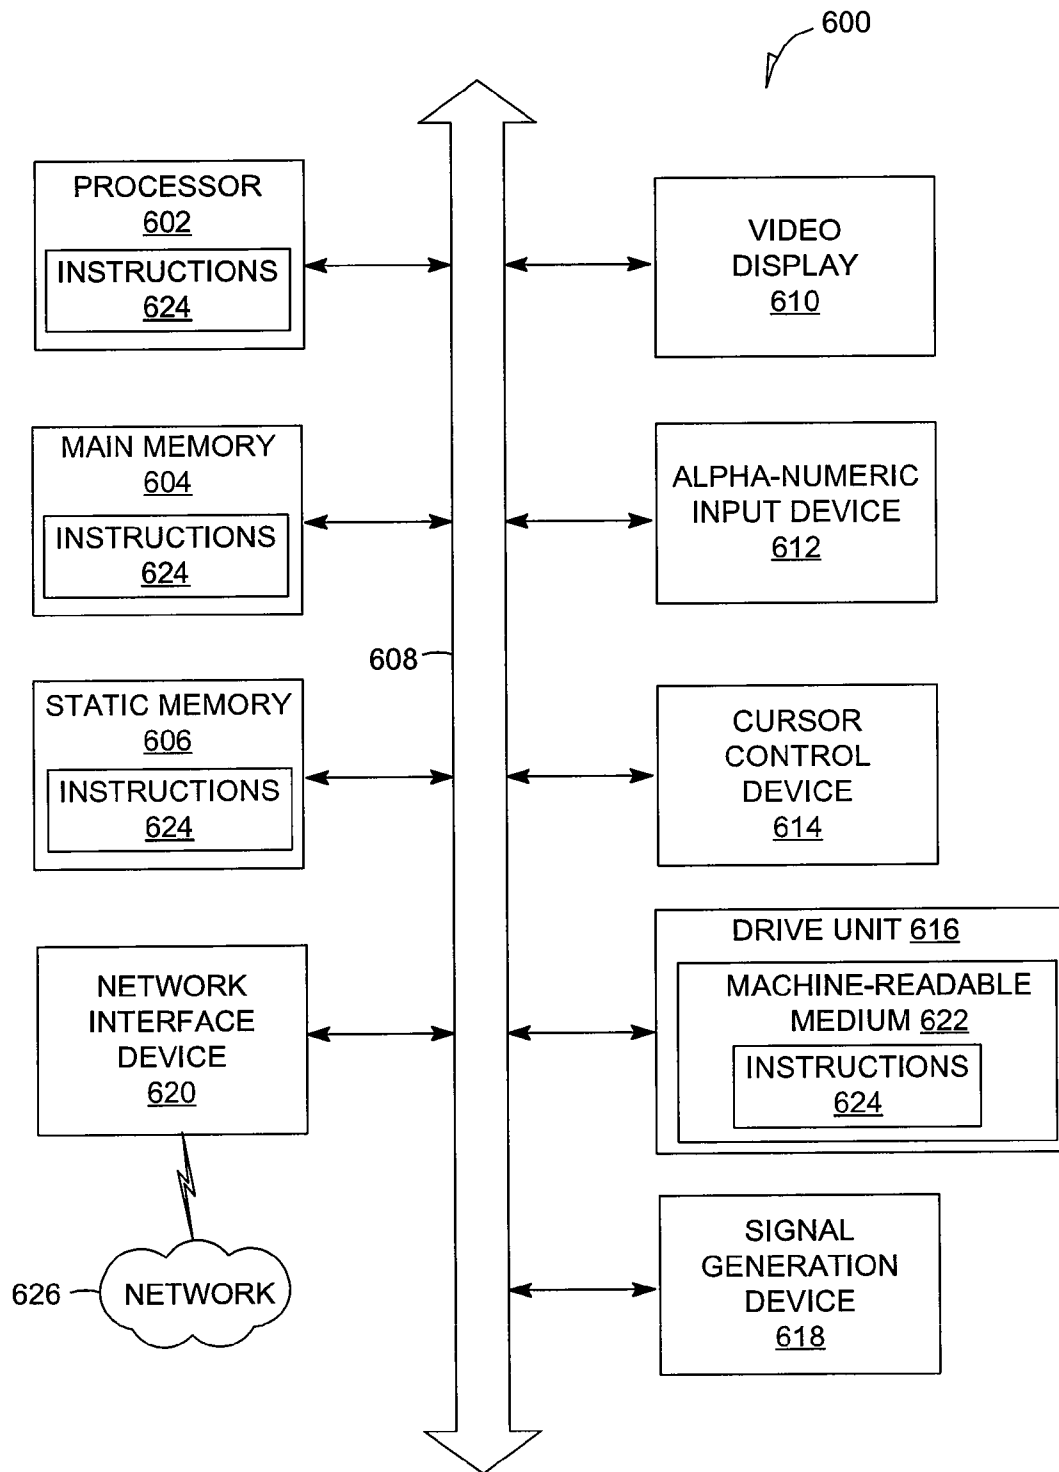 600
PROCESSOR
602
INSTRUCTIONS
624
VIDEO
DISPLAY
610
MAIN MEMORY
604
INSTRUCTIONS
624
ALPHA-NUMERIC
INPUT DEVICE
612
608
STATIC MEMORY
606
INSTRUCTIONS
624
CURSOR
CONTROL
DEVICE
614
NETWORK
INTERFACE
DEVICE
620
DRIVE UNIT 616
MACHINE-READABLE
MEDIUM 622
INSTRUCTIONS
624
626
NETWORK
SIGNAL
GENERATION
DEVICE
618